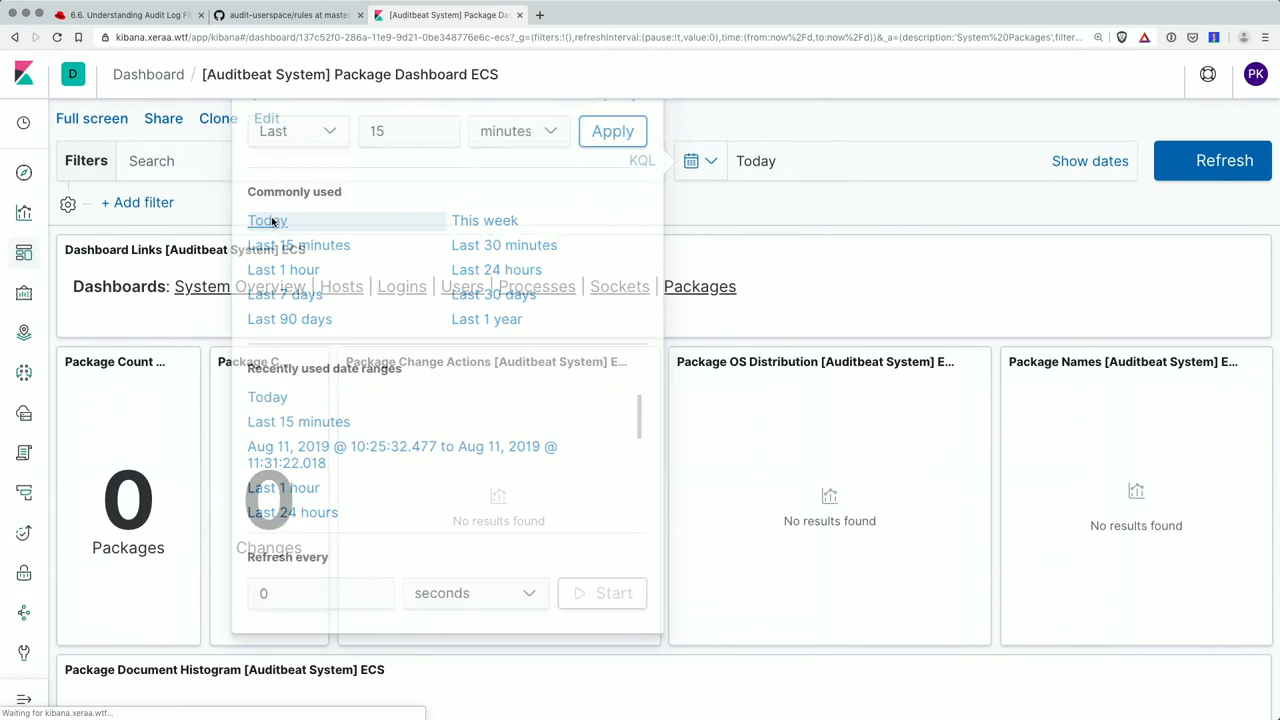 6.6. Understanding Audit Log Fi
audit-userspace/rules at master
[Auditbeat System] Package Da
kibana.xeraa.wtf/app/kibana#/dashboard/137c52f0-286a-11e9-9d21-0be348776e6c-ecs?_g=(filters:!(),refreshInterval:(pause:!t,value:0),time:(from:now%2Fd,to:now%2Fd))&_a=(description:'System%20Packages',filter...
D
Dashboard / [Auditbeat System] Package Dashboard ECS
PK
Full screen Share Clone Edit
Last 15 minutes Apply
Filters Search KQL Today Show dates Refresh
Commonly used
+ Add filter
Today This week
Last 15 minutes Last 30 minutes
Dashboard Links [Auditbeat System] ECS
Last 1 hour Last 24 hours
Dashboards: System Overview | Hosts | Logins | Users | Processes | Sockets | Packages
Last 7 days Last 30 days
Last 90 days Last 1 year
Package Count ... Package C... Package Change Actions [Auditbeat System] E... Package OS Distribution [Auditbeat System] E... Package Names [Auditbeat System] E...
Recently used date ranges
Today
Last 15 minutes
Aug 11, 2019 @ 10:25:32.477 to Aug 11, 2019 @
11:31:22.018
Last 1 hour
Last 24 hours
0 0
No results found No results found No results found
Packages Changes
Refresh every
0 seconds Start
Package Document Histogram [Auditbeat System] ECS
Waiting for kibana.xeraa.wtf...